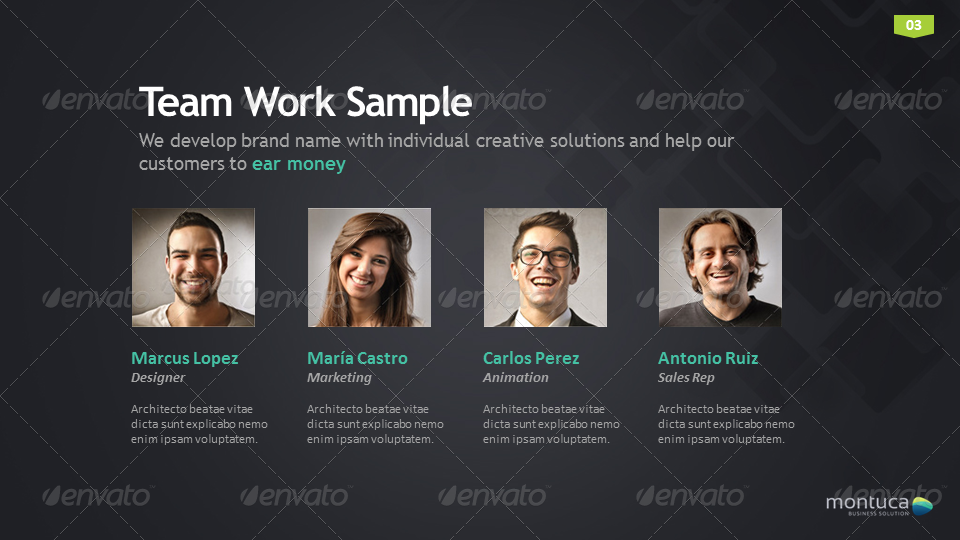 03
Team Work Sample
We develop brand name with individual creative solutions and help our
customers to ear money
Marcus Lopez
Designer
Architecto beatae vitae
dicta sunt explicabo nemo
enim ipsam voluptatem.
María Castro
Marketing
Architecto beatae vitae
dicta sunt explicabo nemo
enim ipsam voluptatem.
Carlos Perez
Animation
Architecto beatae vitae
dicta sunt explicabo nemo
enim ipsam voluptatem.
Antonio Ruiz
Sales Rep
Architecto beatae vitae
dicta sunt explicabo nemo
enim ipsam voluptatem.
montuca
BUSINESS SOLUTION
envato